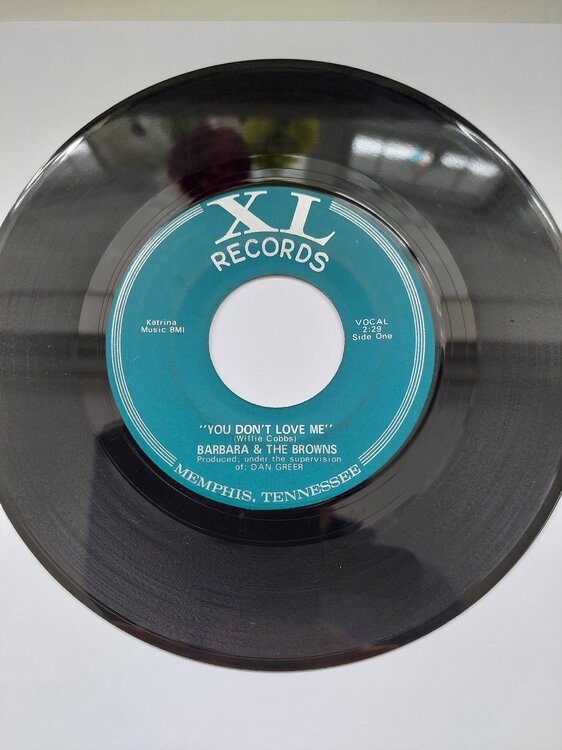 XL
RECORDS
Katrina
Music BMI
VOCAL
2:29
Side One
"YOU DON'T LOVE ME"
(Willie Cobbs)
BARBARA & THE BROWNS
Produced; under the supervision
of: DAN GREER
MEMPHIS, TENNESSEE